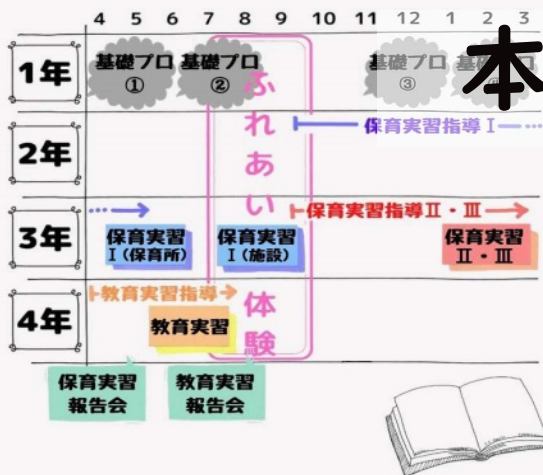 4 5 6 7 8 9 10 11 12 1 2 3
本
1年
基礎プロ
①
基礎プロ
②
基礎プロ
③
基礎プロ
ふれあい体験
2年
保育実習指導Ⅰ
3年
保育実習指導Ⅱ・Ⅲ
保育実習
Ⅰ(保育所)
保育実習
Ⅰ(施設)
保育実習
Ⅱ・Ⅲ
4年
教育実習指導
教育実習
保育実習
報告会
教育実習
報告会